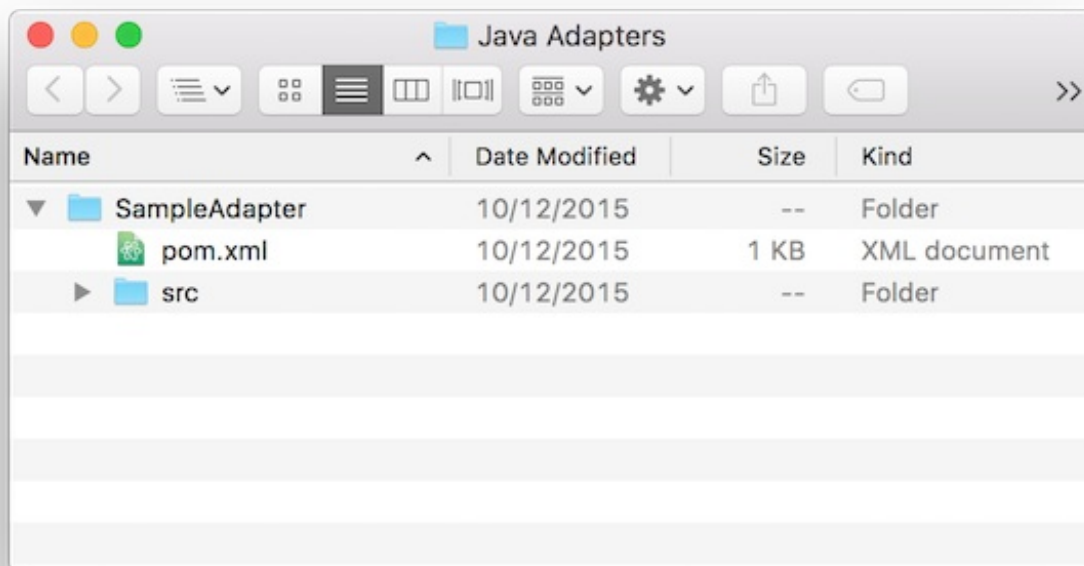 Java Adapters
Name Date Modified Size Kind
SampleAdapter 10/12/2015 -- Folder
pom.xml 10/12/2015 1 KB XML document
src 10/12/2015 -- Folder